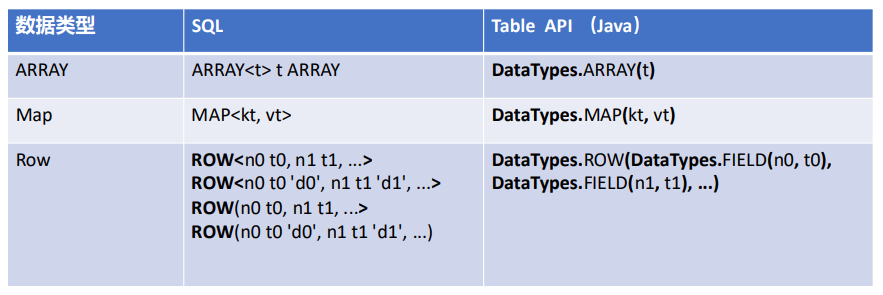 数据类型 SQL Table API （Java）
ARRAY ARRAY<t> t ARRAY DataTypes.ARRAY(t)
Map MAP<kt, vt> DataTypes.MAP(kt, vt)
Row ROW<n0 t0, n1 t1, ...> DataTypes.ROW(DataTypes.FIELD(n0, t0),
ROW<n0 t0 'd0', n1 t1 'd1', ...> DataTypes.FIELD(n1, t1), ...)
ROW(n0 t0, n1 t1, ...>
ROW(n0 t0 'd0', n1 t1 'd1', ...)